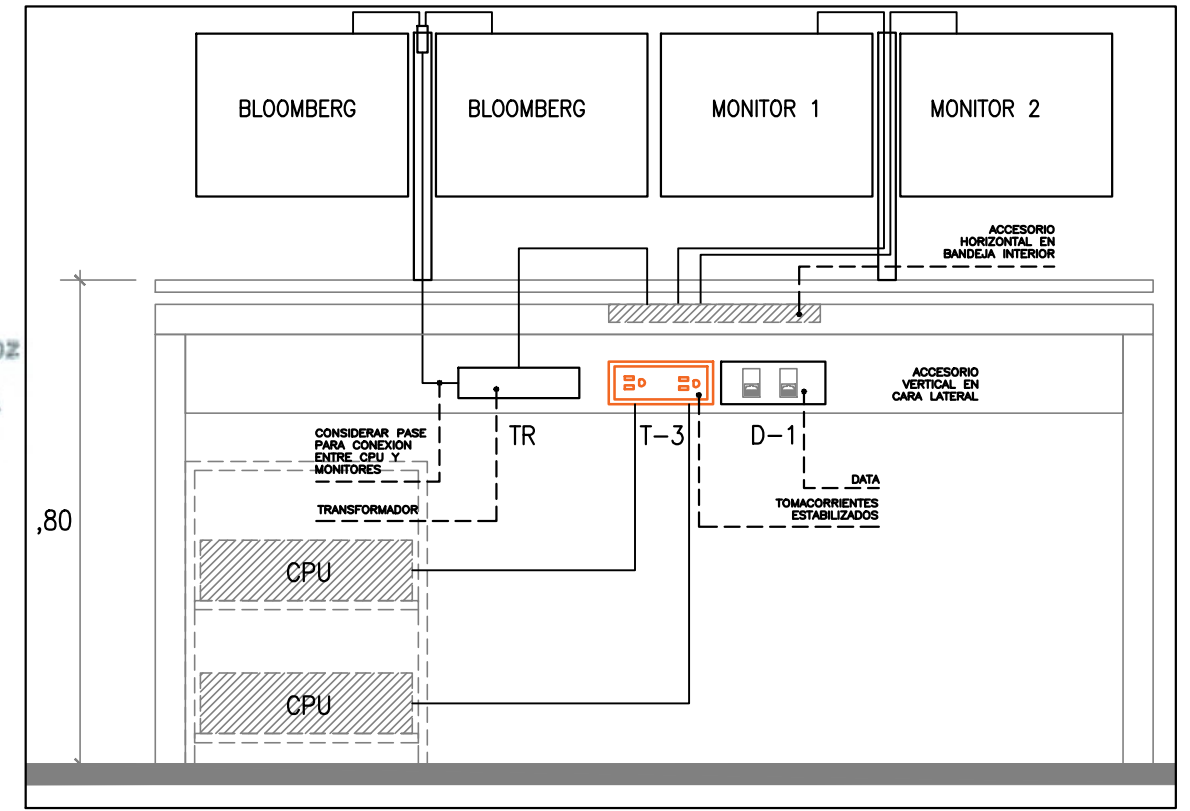 BLOOMBERG
BLOOMBERG
MONITOR 1
MONITOR 2
ACCESORIO
HORIZONTAL EN
BANDEJA INTERIOR
ACCESORIO
VERTICAL EN
CARA LATERAL
TR
T-3
D-1
CONSIDERAR PASE
PARA CONEXION
ENTRE CPU Y
MONITORES
TRANSFORMADOR
DATA
TOMACORRIENTES
ESTABILIZADOS
,80
CPU
CPU